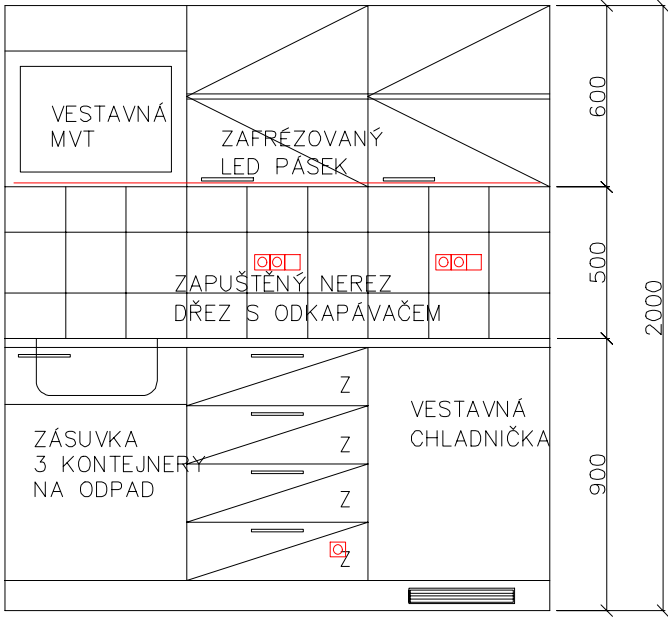 VESTAVNÁ
MVT
ZAFRÉZOVANÝ
LED PÁSEK
600
ZAPUŠTĚNÝ NEREZ
DŘEZ S ODKAPÁVAČEM
500
2000
Z
Z
Z
Z
VESTAVNÁ
CHLADNIČKA
ZÁSUVKA
3 KONTEJNERY
NA ODPAD
900